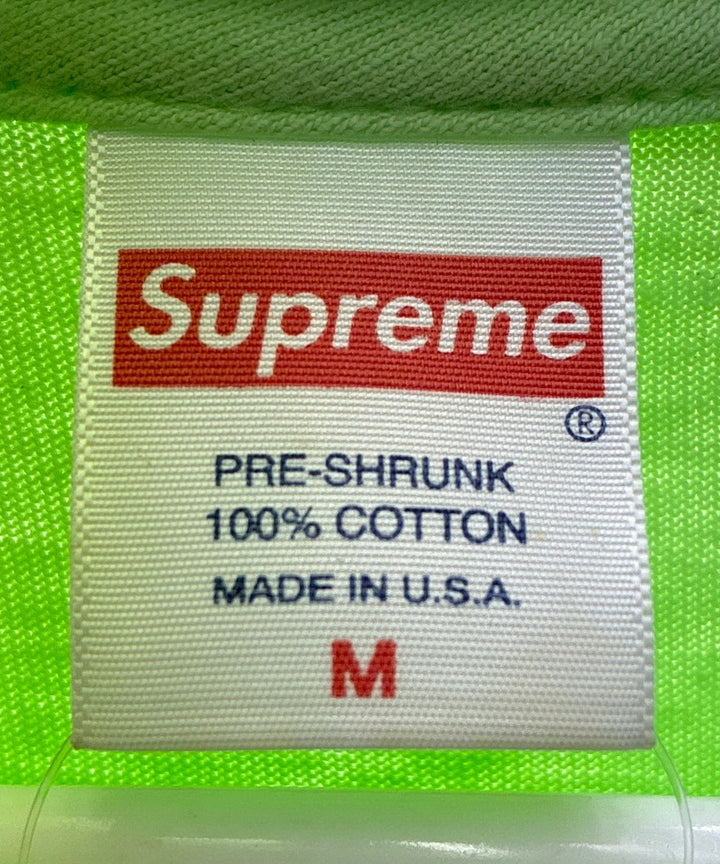 Supreme
®
PRE-SHRUNK
100% COTTON
MADE IN U.S.A.
M